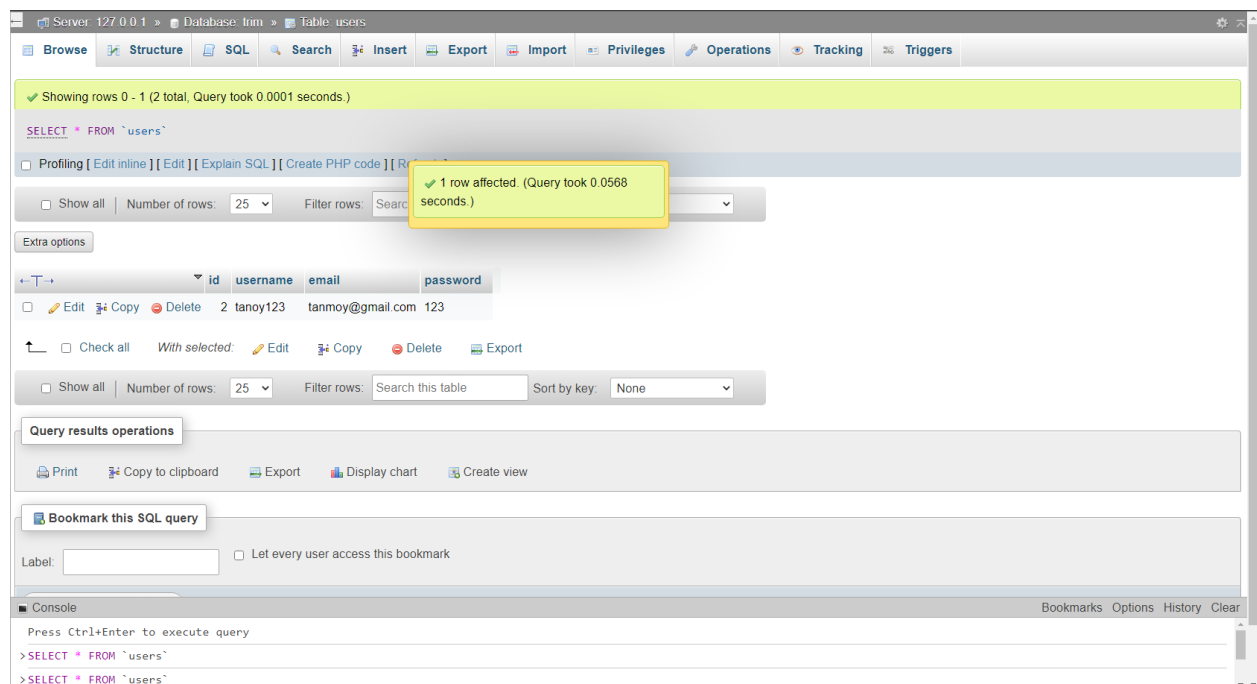 Server: 127.0.0.1 » Database: tnm » Table: users
Browse Structure SQL Search Insert Export Import Privileges Operations Tracking Triggers
Showing rows 0 - 1 (2 total, Query took 0.0001 seconds.)
SELECT * FROM `users`
Profiling [ Edit inline ] [ Edit ] [ Explain SQL ] [ Create PHP code ] [
1 row affected. (Query took 0.0568
seconds.)
Show all Number of rows: 25 Filter rows:
Extra options
←T→ id username email password
Edit Copy Delete 2 tanoy123 tanmoy@gmail.com 123
Check all With selected: Edit Copy Delete Export
Show all Number of rows: 25 Filter rows: Search this table Sort by key: None
Query results operations
Print Copy to clipboard Export Display chart Create view
Bookmark this SQL query
Label: Let every user access this bookmark
Console Bookmarks Options History Clear
Press Ctrl+Enter to execute query
>SELECT * FROM `users`
>SELECT * FROM `users`